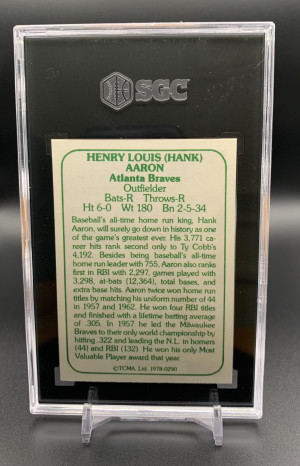 SGC
HENRY LOUIS (HANK)
AARON
Atlanta Braves
Outfielder
Bats-R Throws-R
Ht 6-0 Wt 180 Bn 2-5-34
Baseball's all-time home run king, Hank
Aaron, will surely go down in history as one
of the game's greatest ever. His 3,771 ca-
reer hits rank second only to Ty Cobb's
4,192. Besides being baseball's all-time
home run leader with 755, Aaron also ranks
first in RBI with 2,297, games played with
3,298, at-bats (12,364), total bases, and
extra base hits. Aaron twice won home run
titles by matching his uniform number of 44
in 1957 and 1962. He won four RBI titles
and finished with a lifetime batting average
of .305. In 1957 he led the Milwaukee
Braves to their only world championship by
hitting .322 and leading the N.L. in homers
(44) and RBI (132). He won his only Most
Valuable Player award that year.
©TCMA, Ltd. 1978-0290